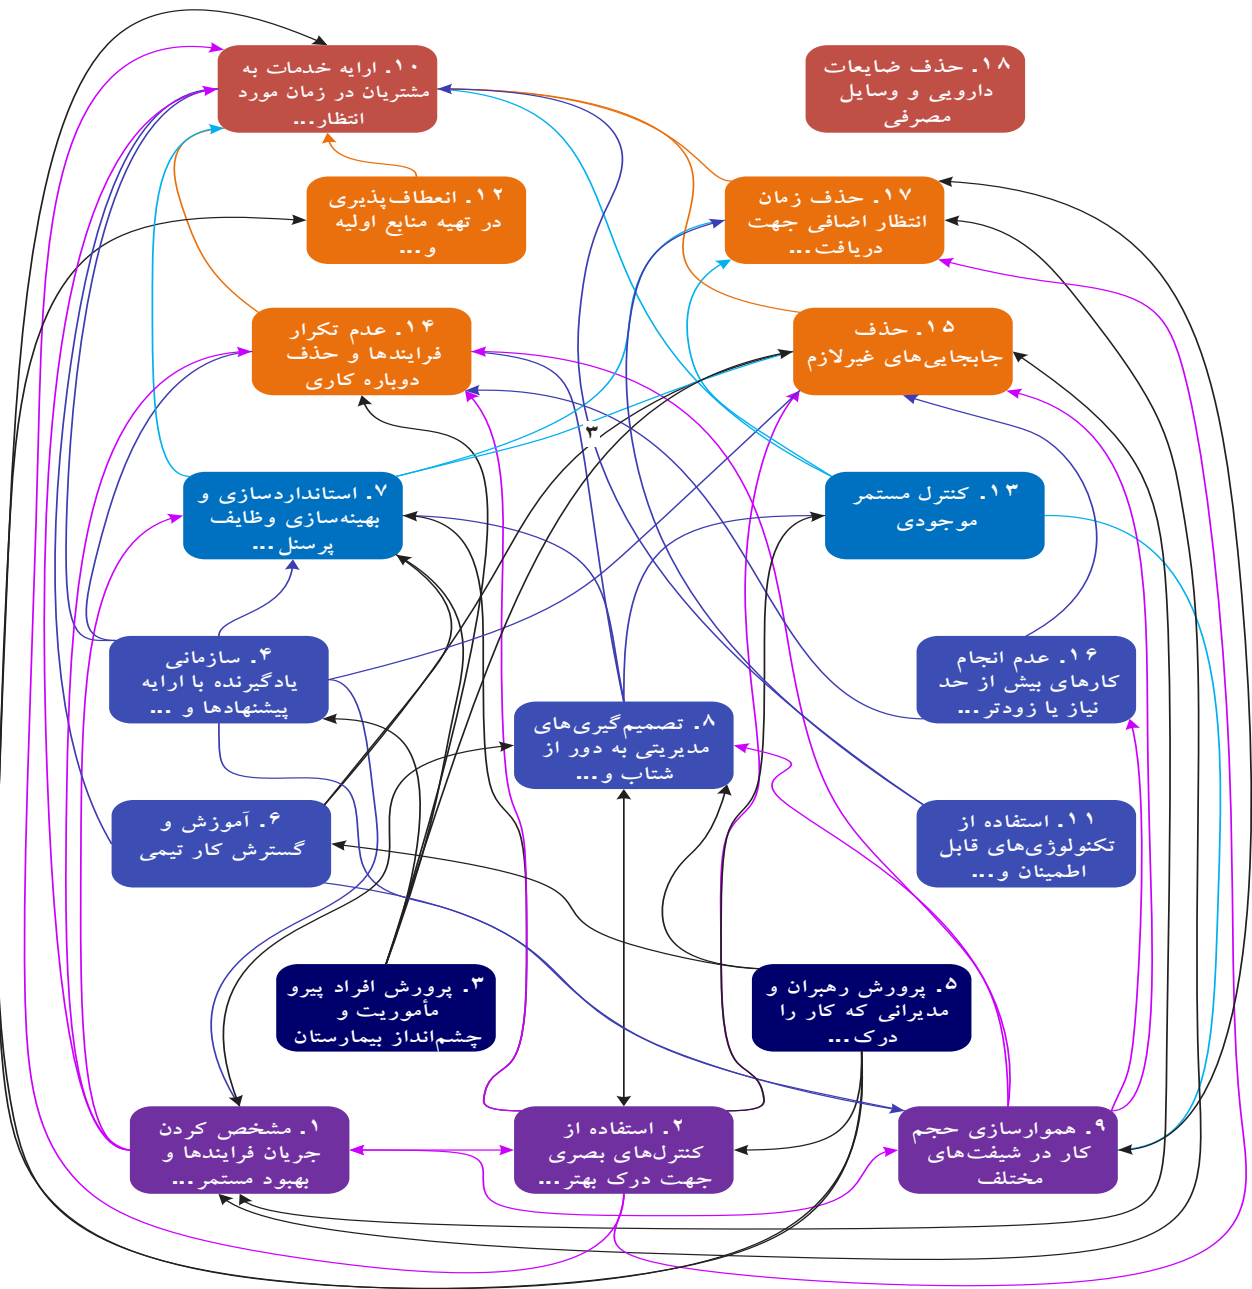 ۱۰. ارایه خدمات به
مشتریان در زمان مورد
انتظار...
۱۸. حذف ضایعات
دارویی و وسایل
مصرفی
۱۲. انعطاف‌پذیری
در تهیه منابع اولیه
و...
۱۷. حذف زمان
انتظار اضافی جهت
دریافت...
۱۴. عدم تکرار
فرایندها و حذف
دوباره کاری
۱۵. حذف
جابجایی‌های غیرلازم
۳
۷. استانداردسازی و
بهینه‌سازی وظایف
پرسنل...
۱۳. کنترل مستمر
موجودی
۴. سازمانی
یادگیرنده با ارایه
پیشنهادها و ...
۱۶. عدم انجام
کارهای بیش از حد
نیاز یا زودتر...
۸. تصمیم‌گیری‌های
مدیریتی به دور از
شتاب و...
۶. آموزش و
گسترش کار تیمی
۱۱. استفاده از
تکنولوژی‌های قابل
اطمینان و...
۳. پرورش افراد پیرو
مأموریت و
چشم‌انداز بیمارستان
۵. پرورش رهبران و
مدیرانی که کار را
درک...
۱. مشخص کردن
جریان فرایندها و
بهبود مستمر...
۲. استفاده از
کنترل‌های بصری
جهت درک بهتر...
۹. هموارسازی حجم
کار در شیفت‌های
مختلف